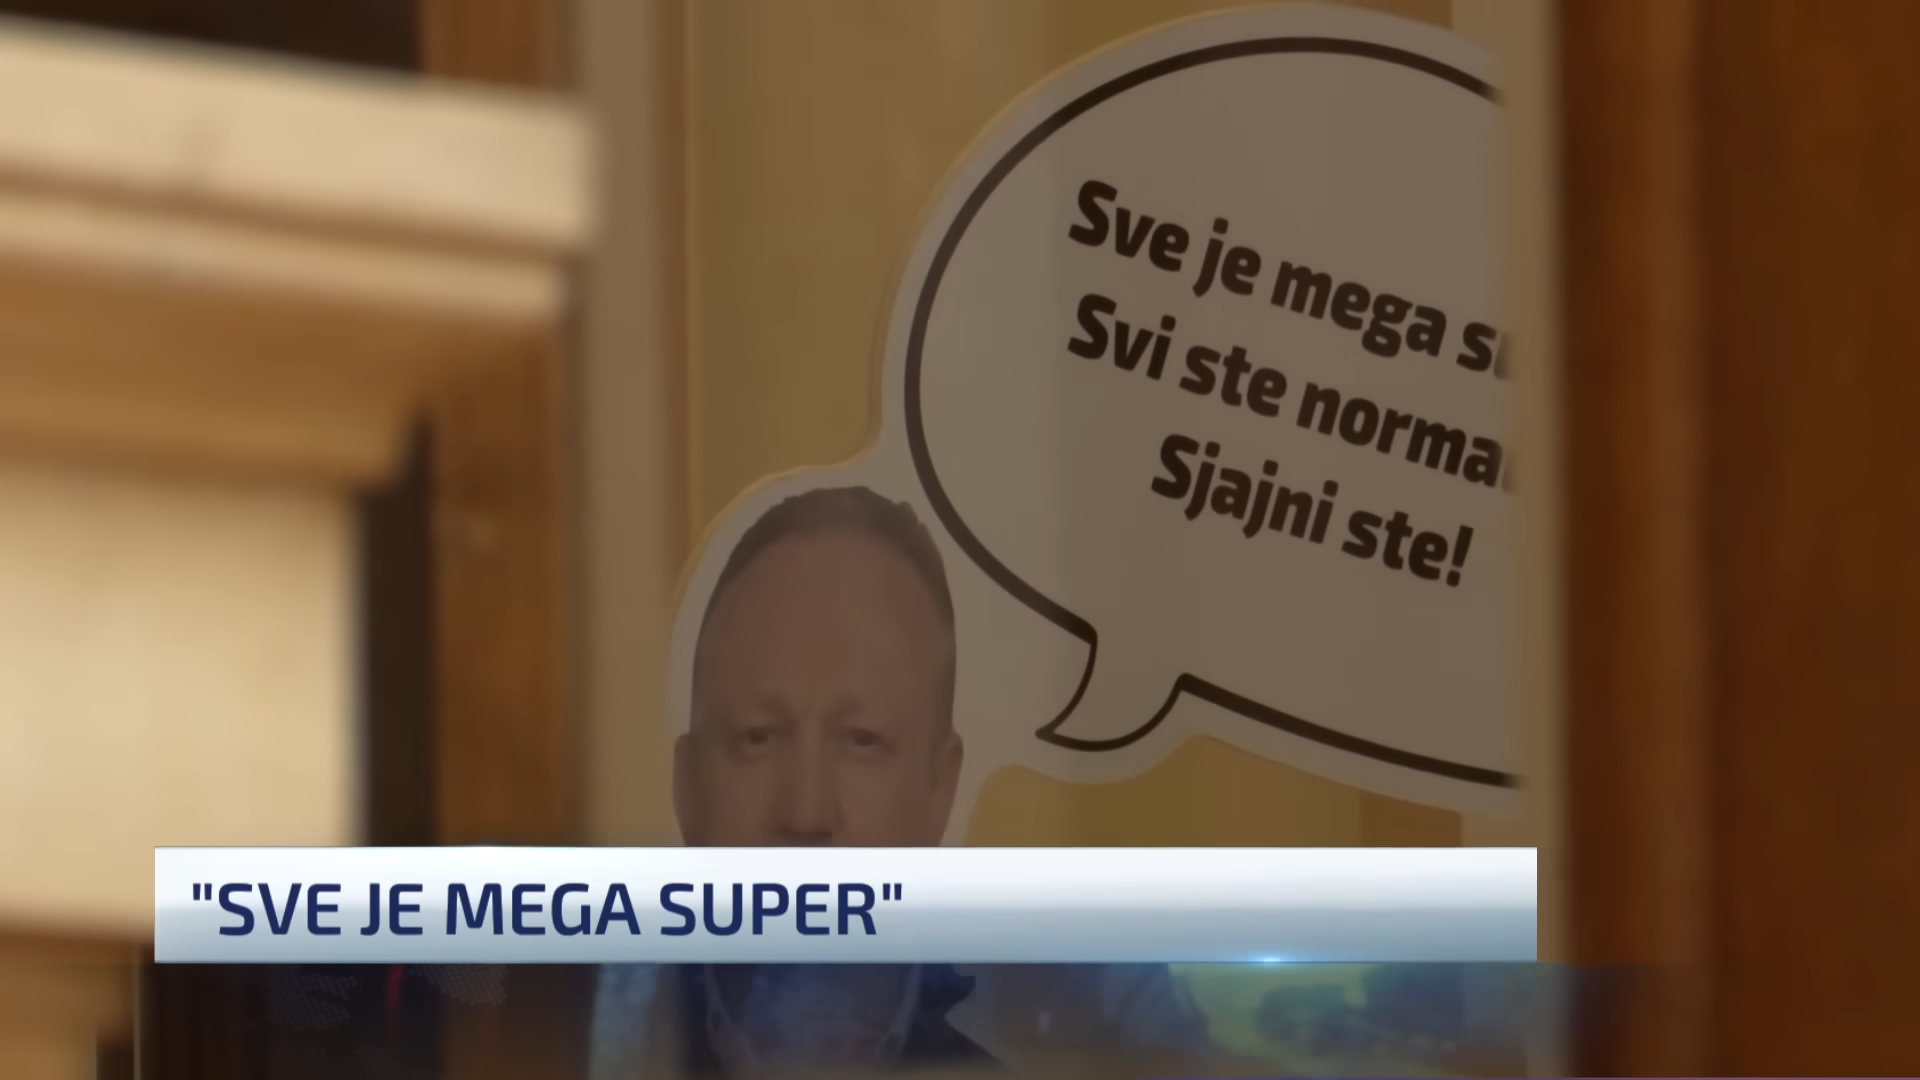 Sve je mega
Svi ste
Sjajni ste!
"SVE JE MEGA SUPER"